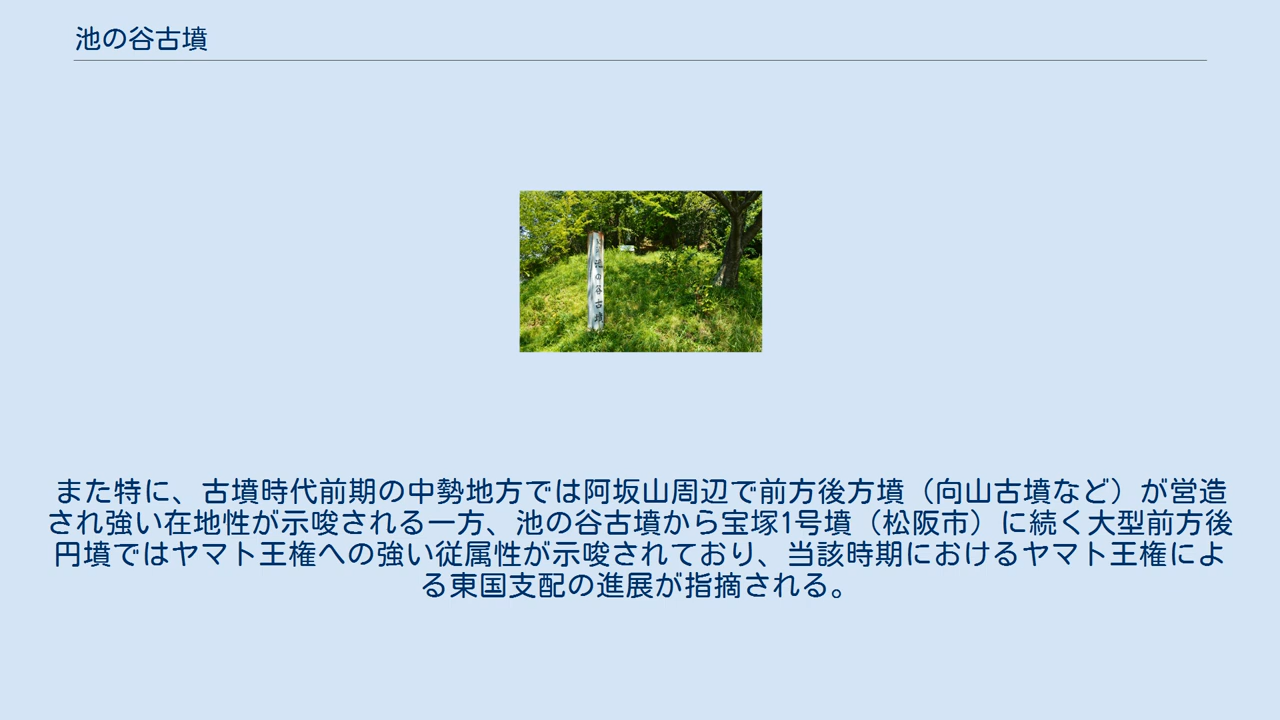 池の谷古墳
池の谷古墳
また特に、古墳時代前期の中勢地方では阿坂山周辺で前方後方墳（向山古墳など）が営造
され強い在地性が示唆される一方、池の谷古墳から宝塚1号墳（松阪市）に続く大型前方後
円墳ではヤマト王権への強い従属性が示唆されており、当該時期におけるヤマト王権によ
る東国支配の進展が指摘される。